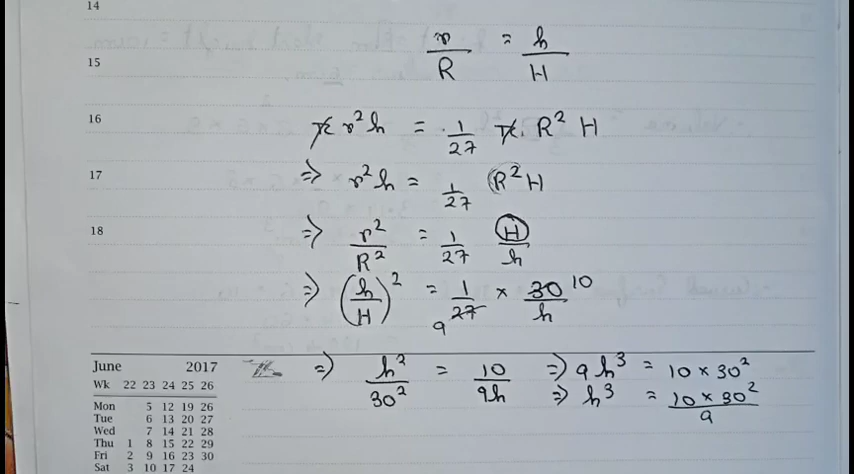 14
r/R = h/H
15
16 πr²h = 1/27 π. R² H
17 ⇒ r²h = 1/27 R²H
18 ⇒ r²/R² = 1/27 H/h
⇒ (h/H)² = 1/27 × 30/h 10
9
June 2017 ⇒ h²/30² = 10/9h ⇒ 9h³ = 10 × 30²
Wk 22 23 24 25 26 ⇒ h³ = 10 × 30²/9
Mon 5 12 19 26
Tue 6 13 20 27
Wed 7 14 21 28
Thu 1 8 15 22 29
Fri 2 9 16 23 30
Sat 3 10 17 24